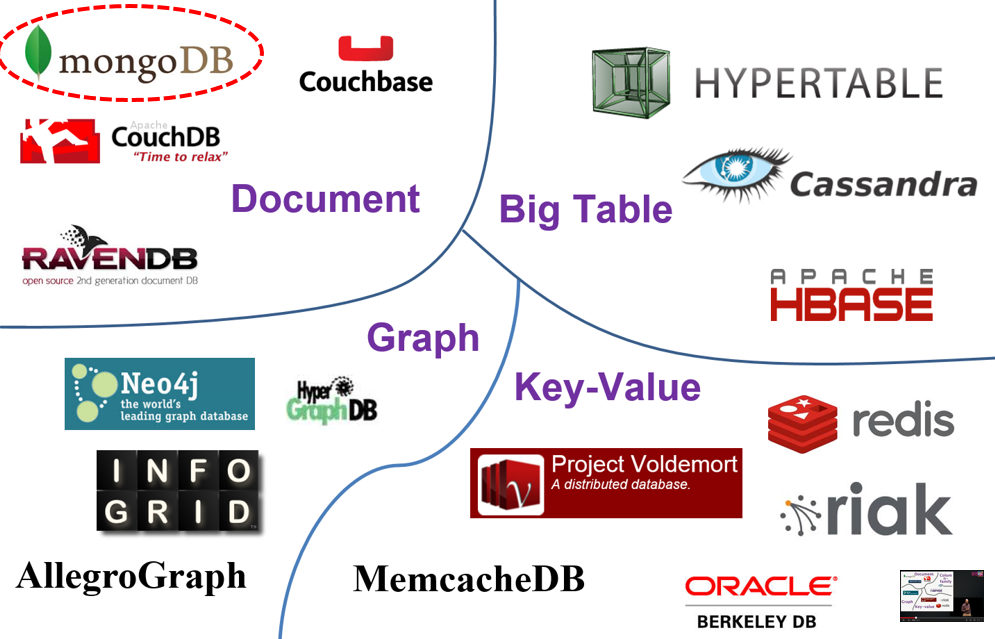 mongoDB
Couchbase
Apache
CouchDB
"Time to relax"
Document
RAVENDB
open source 2nd generation document DB
HYPERTABLE
Cassandra
Big Table
APACHE
HBASE
Graph
Neo4j
the world's
leading graph database
Hyper
GraphDB
INFO
GRID
AllegroGraph
Key-Value
redis
Project Voldemort
A distributed database.
riak
MemcacheDB
ORACLE®
BERKELEY DB